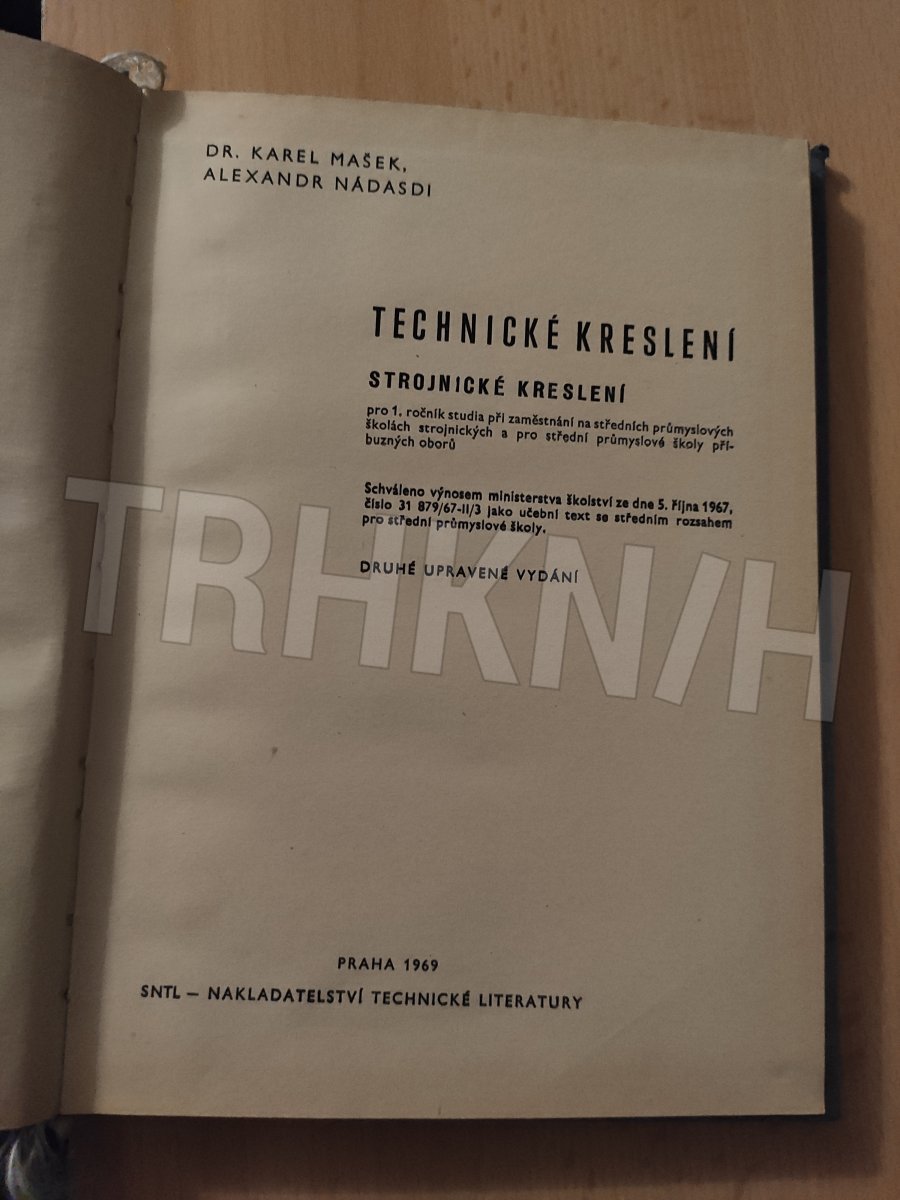 DR. KAREL MAŠEK,
ALEXANDR NÁDASDI
TECHNICKÉ KRESLENÍ
STROJNICKÉ KRESLENÍ
pro 1. ročník studia při zaměstnání na středních průmyslových
školách strojnických a pro střední průmyslové školy pří-
buzných oborů
Schváleno výnosem ministerstva školství ze dne 5. října 1967,
číslo 31 879/67-II/3 jako učební text se středním rozsahem
pro střední průmyslové školy.
DRUHÉ UPRAVENÉ VYDÁNÍ
TRHKN/H
PRAHA 1969
SNTL — NAKLADATELSTVÍ TECHNICKÉ LITERATURY